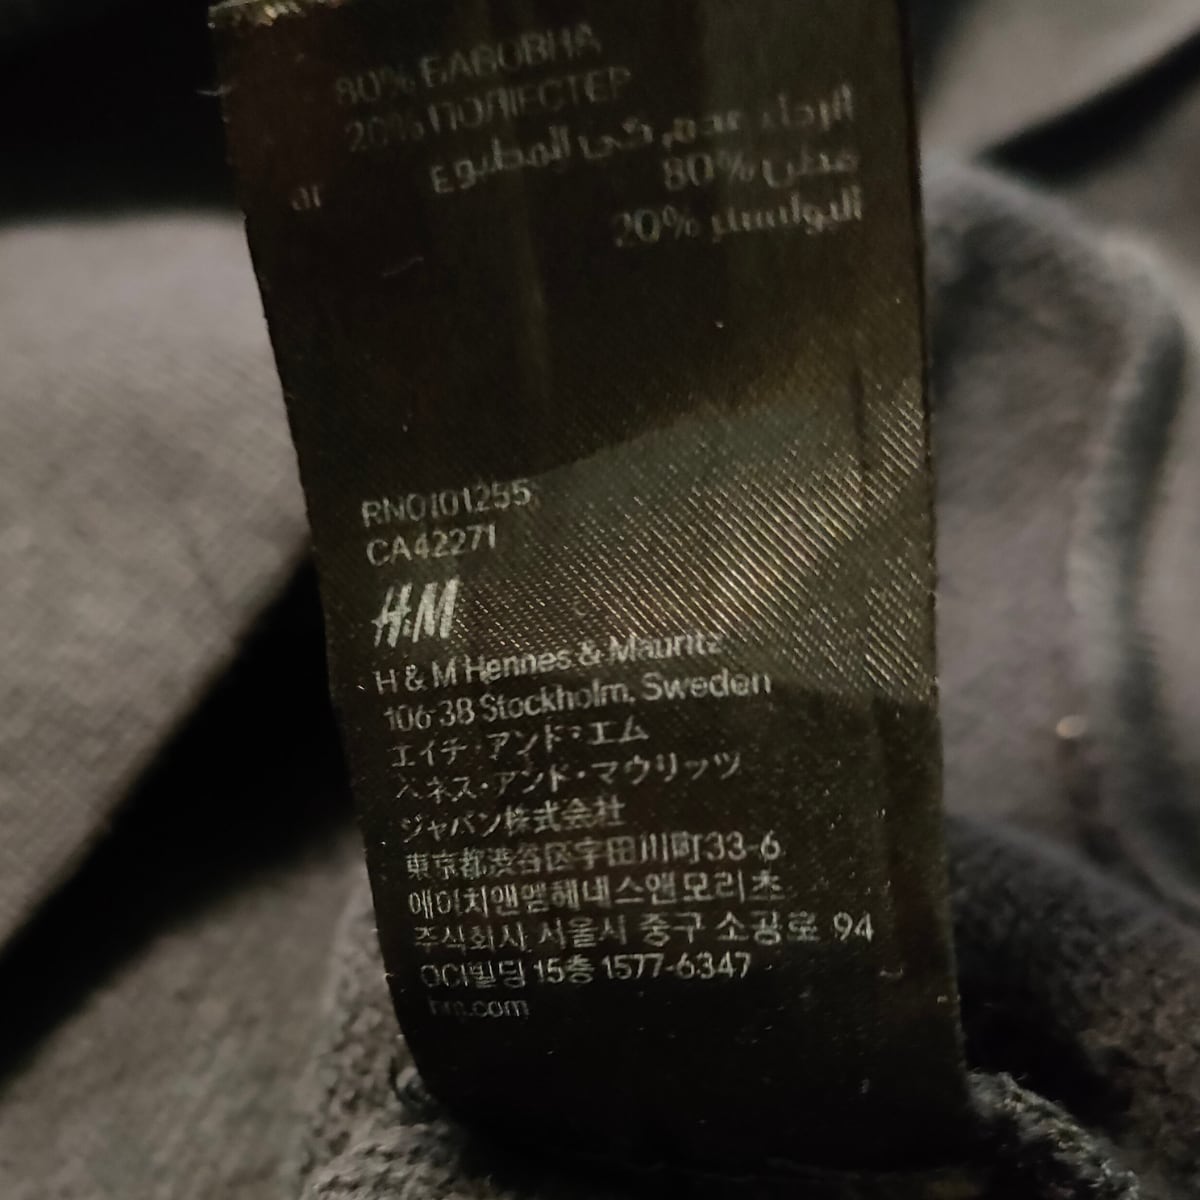 80% БАВОВНА
20% ПОЛІЕСТЕР
80% قطن
20% البوليستر
RN0101255
CA42271
H&M
H & M Hennes & Mauritz
106 38 Stockholm, Sweden
エイチ・アンド・エム
ヘネス・アンド・マウリッツ
ジャパン株式会社
東京都渋谷区宇田川町33-6
에이치앤엠헤네스앤모리츠
주식회사, 서울시 중구 소공로 94
OCI빌딩 15층 1577-6347
hm.com